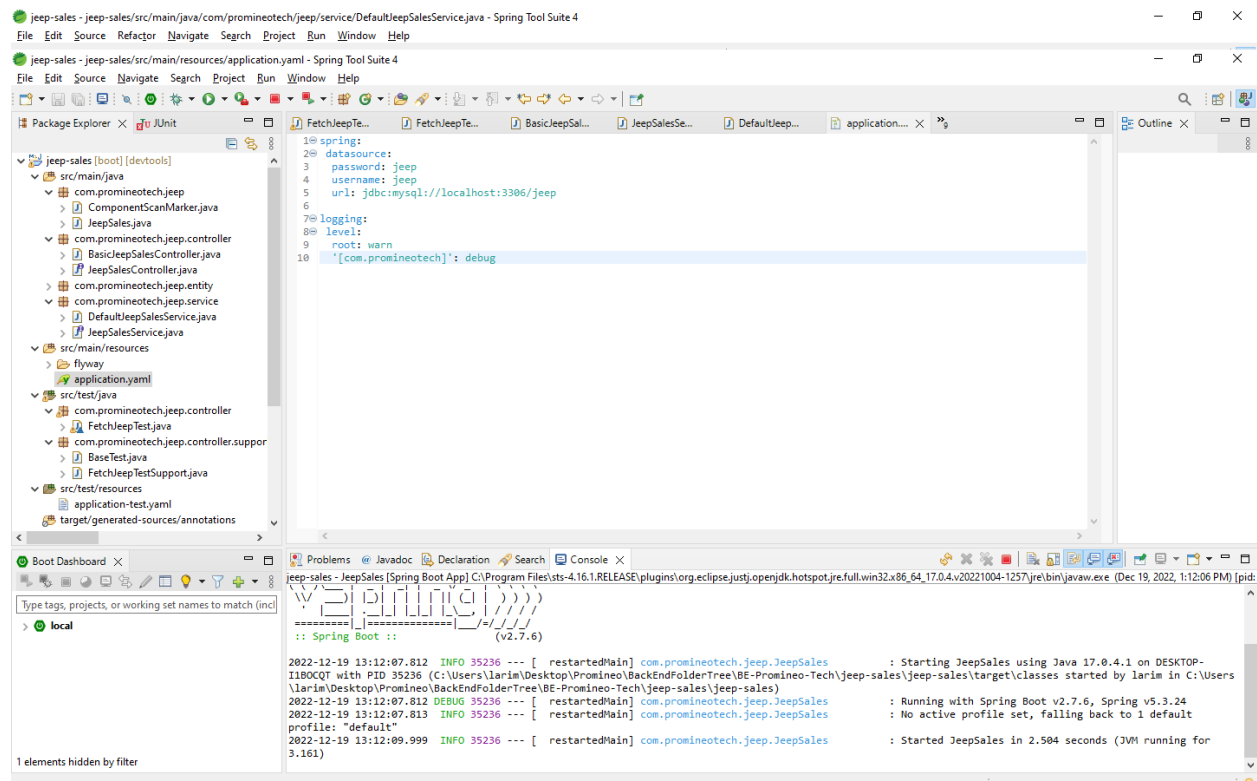 jeep-sales - jeep-sales/src/main/java/com/promineotech/jeep/service/DefaultJeepSalesService.java - Spring Tool Suite 4
File Edit Source Refactor Navigate Search Project Run Window Help
jeep-sales - jeep-sales/src/main/resources/application.yaml - Spring Tool Suite 4
File Edit Source Navigate Search Project Run Window Help
Package Explorer JUnit
jeep-sales [boot] [devtools]
src/main/java
com.promineotech.jeep
ComponentScanMarker.java
JeepSales.java
com.promineotech.jeep.controller
BasicJeepSalesController.java
JeepSalesController.java
com.promineotech.jeep.entity
com.promineotech.jeep.service
DefaultJeepSalesService.java
JeepSalesService.java
src/main/resources
flyway
application.yaml
src/test/java
com.promineotech.jeep.controller
FetchJeepTest.java
com.promineotech.jeep.controller.suppor
BaseTest.java
FetchJeepTestSupport.java
src/test/resources
application-test.yaml
target/generated-sources/annotations
FetchJeepTe... FetchJeepTe... BasicJeepSal... JeepSalesSe... DefaultJeep... application.... »9
1 spring:
2 datasource:
3 password: jeep
4 username: jeep
5 url: jdbc:mysql://localhost:3306/jeep
6
7 logging:
8 level:
9 root: warn
10 '[com.promineotech]': debug
Outline
Boot Dashboard
Type tags, projects, or working set names to match (incl
local
1 elements hidden by filter
Problems @ Javadoc Declaration Search Console
jeep-sales - JeepSales [Spring Boot App] C:\Program Files\sts-4.16.1.RELEASE\plugins\org.eclipse.justj.openjdk.hotspot.jre.full.win32.x86_64_17.0.4.v20221004-1257\jre\bin\javaw.exe (Dec 19, 2022, 1:12:06 PM) [pid:
:: Spring Boot :: (v2.7.6)
2022-12-19 13:12:07.812 INFO 35236 --- [ restartedMain] com.promineotech.jeep.JeepSales : Starting JeepSales using Java 17.0.4.1 on DESKTOP-
I1BOCQT with PID 35236 (C:\Users\larim\Desktop\Promineo\BackEndFolderTree\BE-Promineo-Tech\jeep-sales\jeep-sales\target\classes started by larim in C:\Users
\larim\Desktop\Promineo\BackEndFolderTree\BE-Promineo-Tech\jeep-sales\jeep-sales)
2022-12-19 13:12:07.812 DEBUG 35236 --- [ restartedMain] com.promineotech.jeep.JeepSales : Running with Spring Boot v2.7.6, Spring v5.3.24
2022-12-19 13:12:07.813 INFO 35236 --- [ restartedMain] com.promineotech.jeep.JeepSales : No active profile set, falling back to 1 default
profile: "default"
2022-12-19 13:12:09.999 INFO 35236 --- [ restartedMain] com.promineotech.jeep.JeepSales : Started JeepSales in 2.504 seconds (JVM running for
3.161)